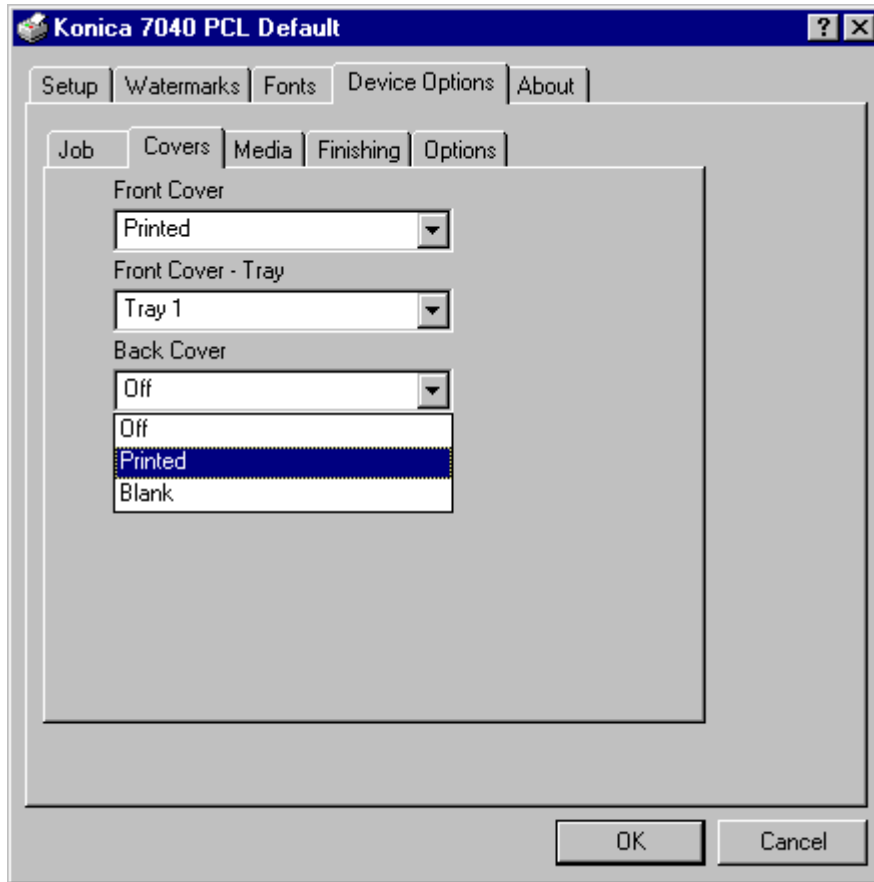 Konica 7040 PCL Default
Setup Watermarks Fonts Device Options About
Job Covers Media Finishing Options
Front Cover
Printed
Front Cover - Tray
Tray 1
Back Cover
Off
Off
Printed
Blank
OK Cancel